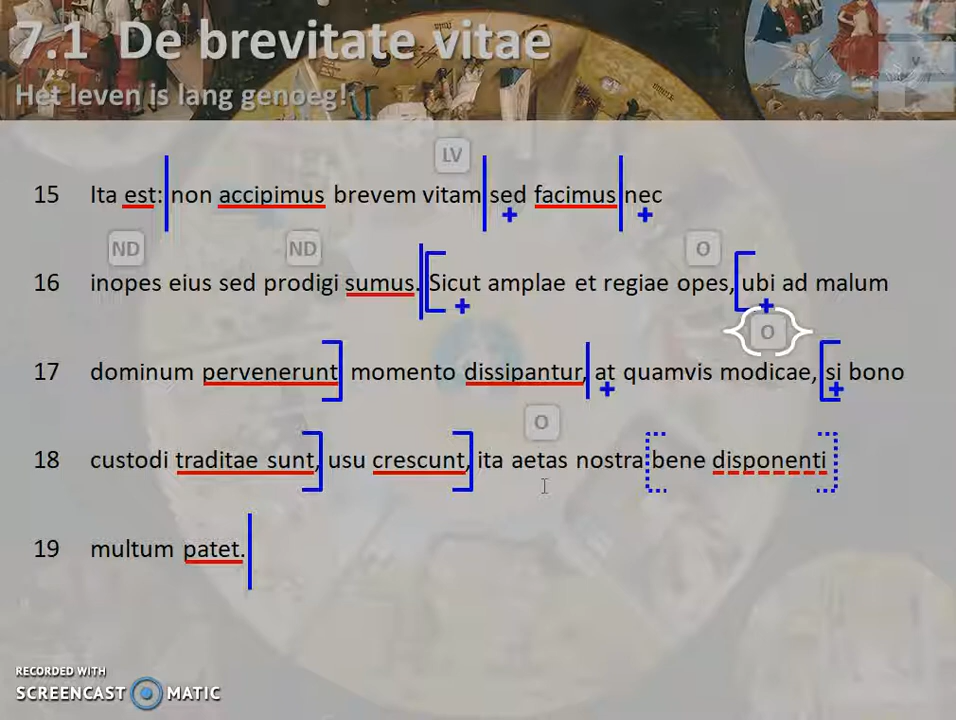 7.1 De brevitate vitae
Het leven is lang genoeg!
LV
15 Ita est: non accipimus brevem vitam sed facimus nec
ND ND O
16 inopes eius sed prodigi sumus. Sicut amplae et regiae opes, ubi ad malum
O
17 dominum pervenerunt momento dissipantur, at quamvis modicae, si bono
O
18 custodi traditae sunt, usu crescunt, ita aetas nostra bene disponenti
19 multum patet.
RECORDED WITH
SCREENCAST MATIC